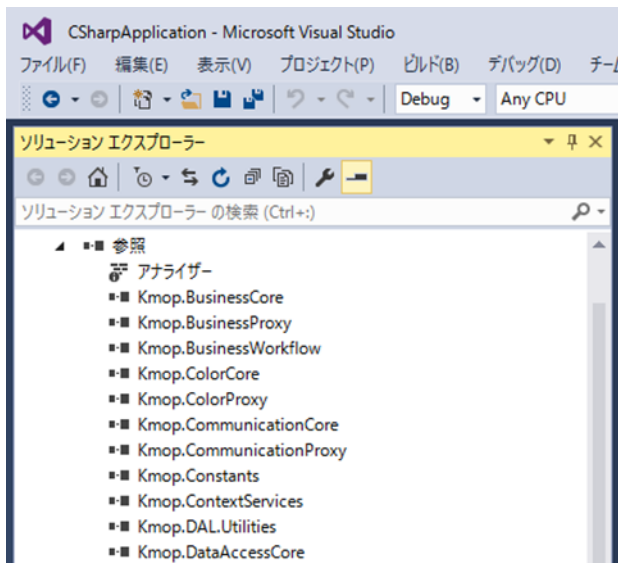 CSharpApplication - Microsoft Visual Studio
ファイル(F) 編集(E) 表示(V) プロジェクト(P) ビルド(B) デバッグ(D) チーム
Debug Any CPU
ソリューション エクスプローラー
ソリューション エクスプローラー の検索 (Ctrl+:)
参照
アナライザー
Kmop.BusinessCore
Kmop.BusinessProxy
Kmop.BusinessWorkflow
Kmop.ColorCore
Kmop.ColorProxy
Kmop.CommunicationCore
Kmop.CommunicationProxy
Kmop.Constants
Kmop.ContextServices
Kmop.DAL.Utilities
Kmop.DataAccessCore